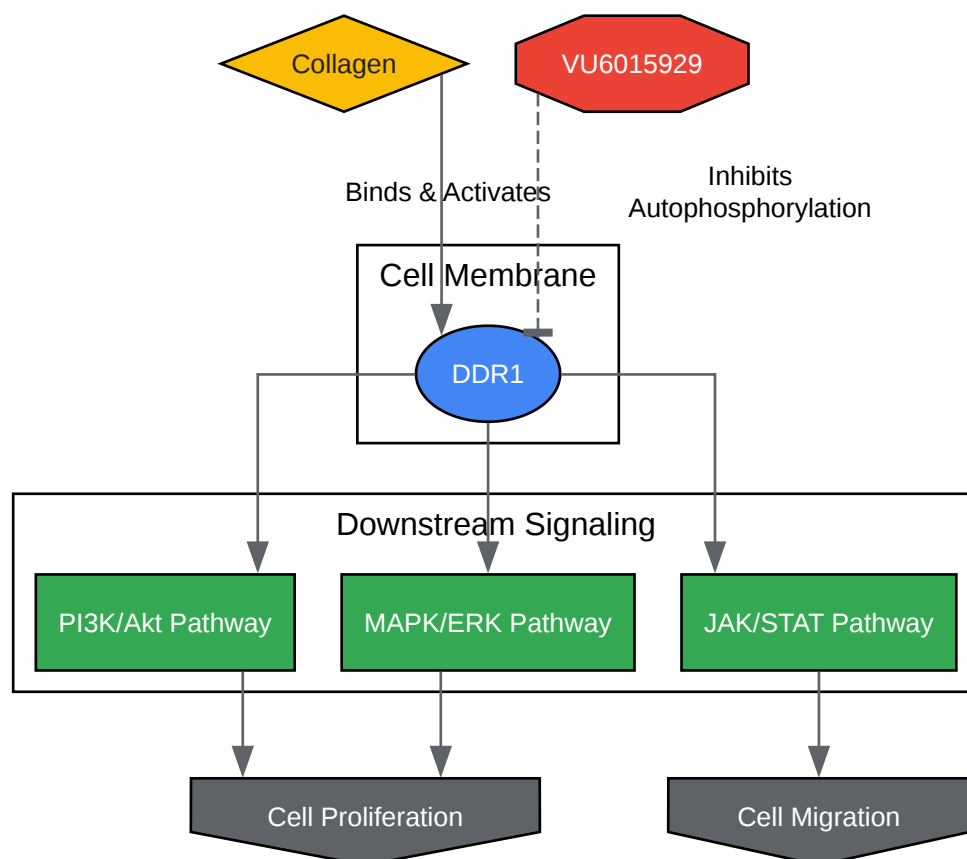 Collagen
VU6015929
Binds & Activates
Inhibits
Autophosphorylation
Cell Membrane
DDR1
Downstream Signaling
PI3K/Akt Pathway
MAPK/ERK Pathway
JAK/STAT Pathway
Cell Proliferation
Cell Migration